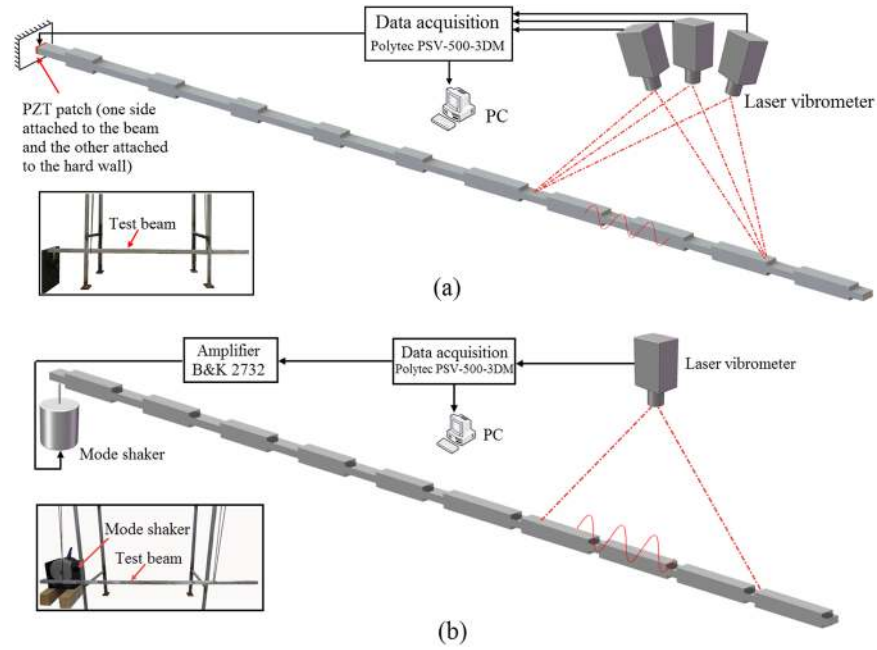 Data acquisition
Polytec PSV-500-3DM
PZT patch (one side
attached to the beam
and the other attached
to the hard wall)
PC
Laser vibrometer
Test beam
(a)
Amplifier
B&K 2732
Data acquisition
Polytec PSV-500-3DM
Laser vibrometer
PC
Mode shaker
Mode shaker
Test beam
(b)